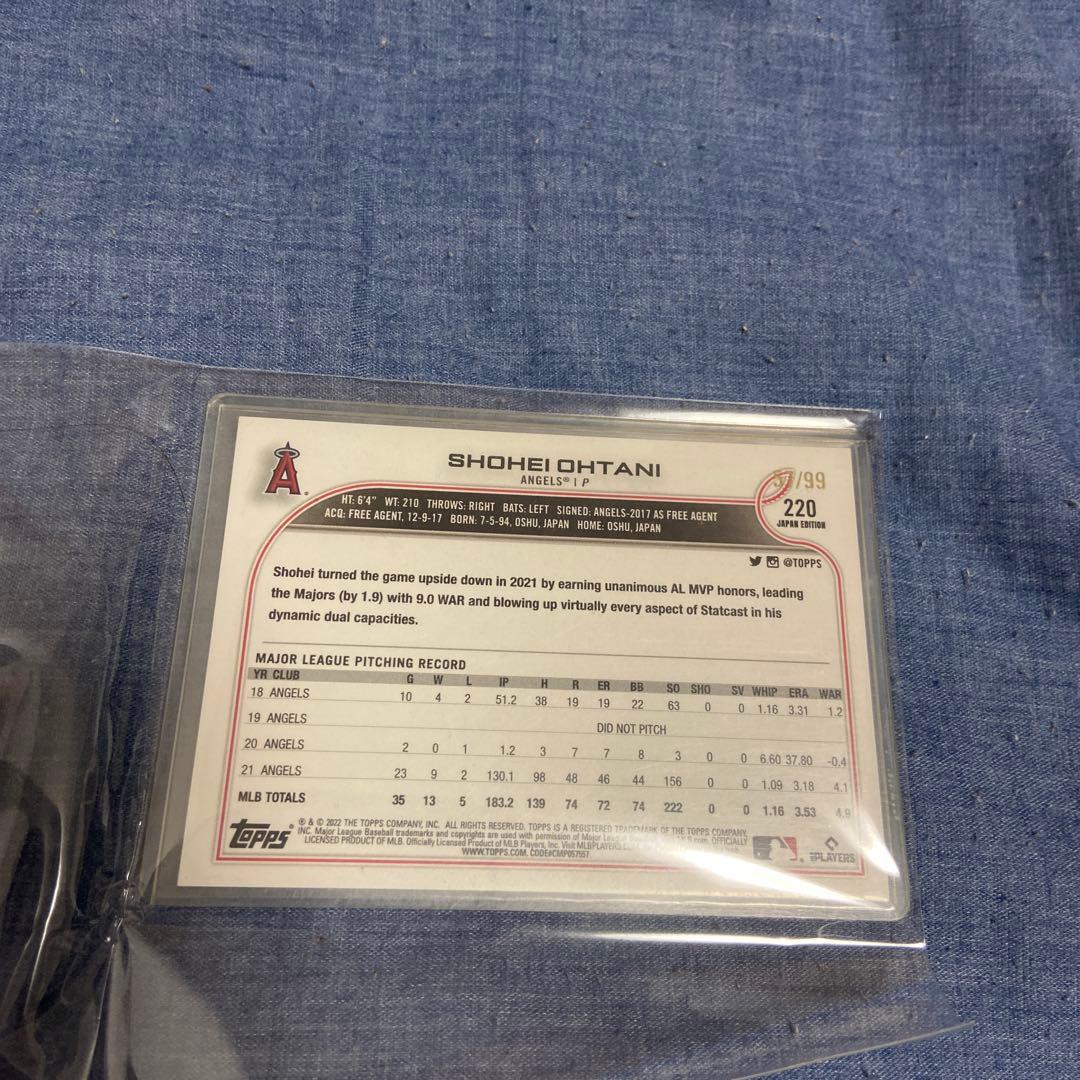 A
SHOHEI OHTANI
ANGELS® | P
/99
220
JAPAN EDITION
HT: 6'4" WT: 210 THROWS: RIGHT BATS: LEFT SIGNED: ANGELS-2017 AS FREE AGENT
ACQ: FREE AGENT, 12-9-17 BORN: 7-5-94, OSHU, JAPAN HOME: OSHU, JAPAN
@TOPPS
Shohei turned the game upside down in 2021 by earning unanimous AL MVP honors, leading
the Majors (by 1.9) with 9.0 WAR and blowing up virtually every aspect of Statcast in his
dynamic dual capacities.
MAJOR LEAGUE PITCHING RECORD
YR CLUB G W L IP H R ER BB SO SHO SV WHIP ERA WAR
18 ANGELS 10 4 2 51.2 38 19 19 22 63 0 0 1.16 3.31 1.2
19 ANGELS DID NOT PITCH
20 ANGELS 2 0 1 1.2 3 7 7 8 3 0 0 6.60 37.80 -0.4
21 ANGELS 23 9 2 130.1 98 48 46 44 156 0 0 1.09 3.18 4.1
MLB TOTALS 35 13 5 183.2 139 74 72 74 222 0 0 1.16 3.53 4.9
Topps
® & © 2022 THE TOPPS COMPANY, INC. ALL RIGHTS RESERVED. TOPPS IS A REGISTERED TRADEMARK OF THE TOPPS COMPANY,
INC. Major League Baseball trademarks and copyrights are used with permission of Major League OFFICIALLY
LICENSED PRODUCT OF MLB. Officially Licensed Product of MLB Players, Inc. Visit MLBPLAYERS
WWW.TOPPS.COM. CODE#CMP057557
PLAYERS